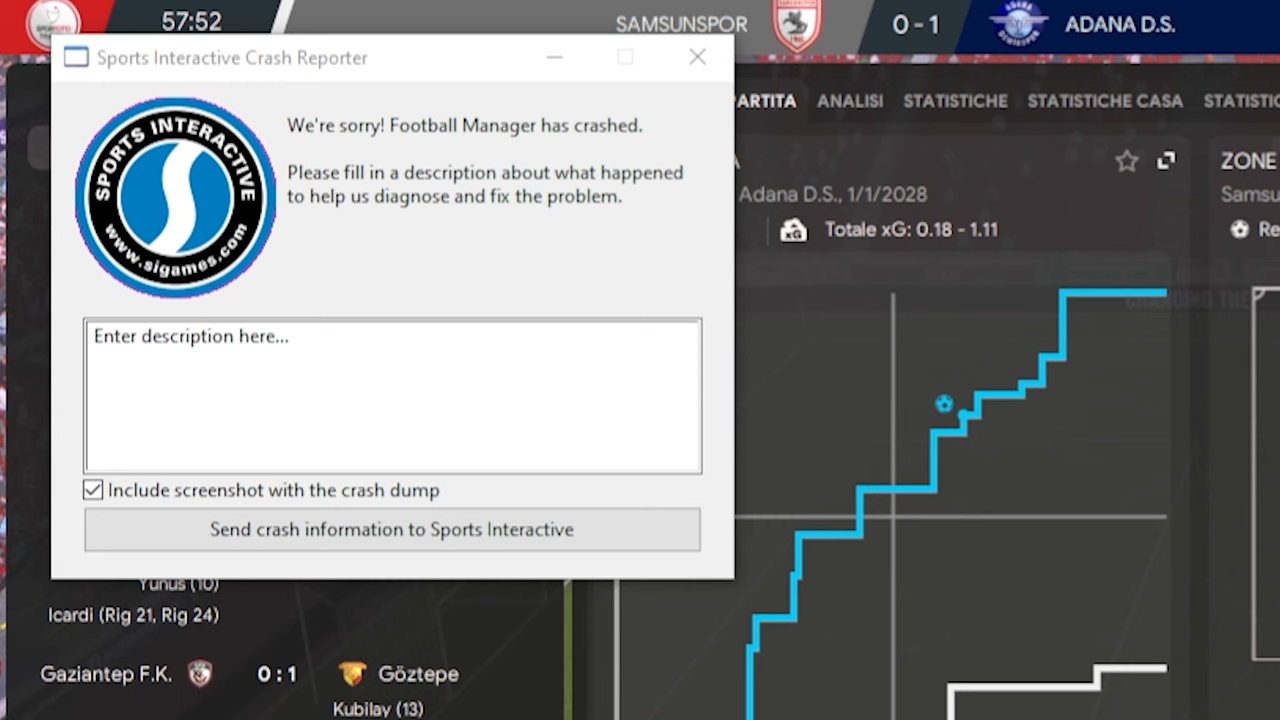 57:52
SAMSUNSPOR
0 - 1
ADANA D.S.
Sports Interactive Crash Reporter
SPORTS INTERACTIVE
www.sigames.com
We're sorry! Football Manager has crashed.
Please fill in a description about what happened
to help us diagnose and fix the problem.
Enter description here...
Include screenshot with the crash dump
Send crash information to Sports Interactive
ARTITA
ANALISI
STATISTICHE
STATISTICHE CASA
STATISTIC
ZONE
Adana D.S., 1/1/2028
Samsu
xG
Totale xG: 0.18 - 1.11
Re
Yunus (10)
Icardi (Rig 21, Rig 24)
Gaziantep F.K.
0 : 1
Göztepe
Kubilay (13)